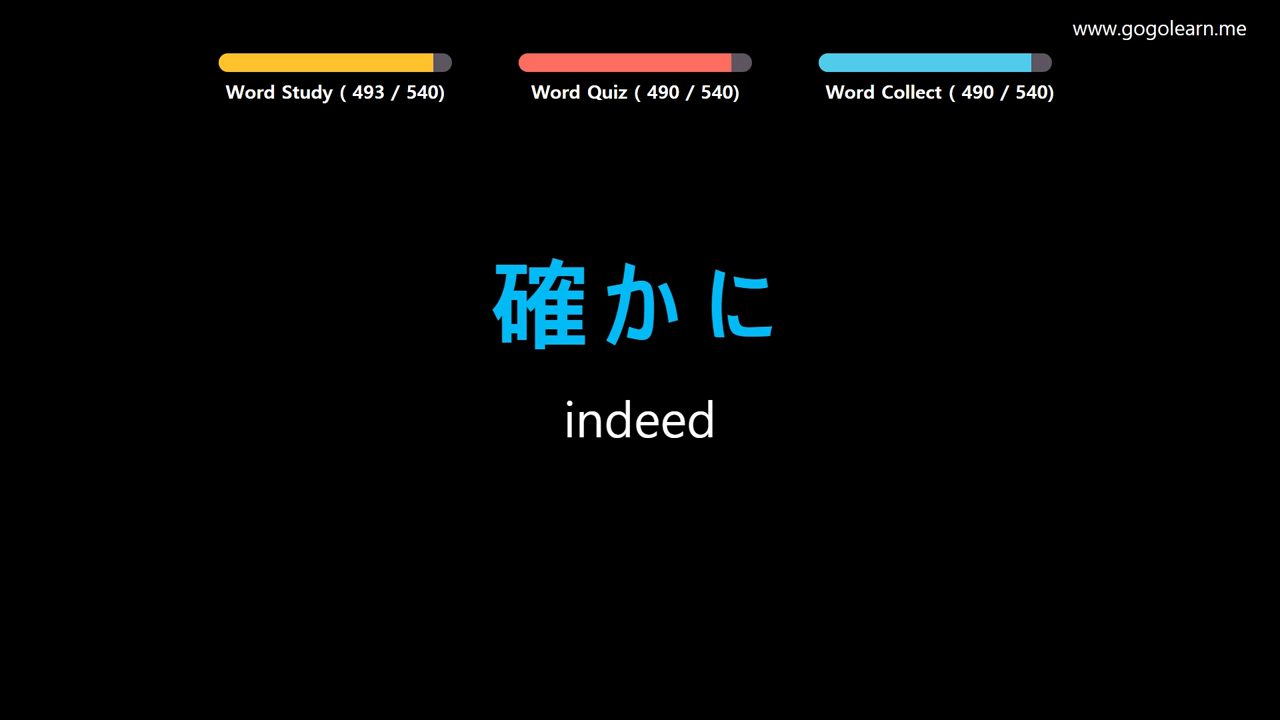 www.gogolearn.me
Word Study ( 493 / 540)
Word Quiz ( 490 / 540)
Word Collect ( 490 / 540)
確かに
indeed